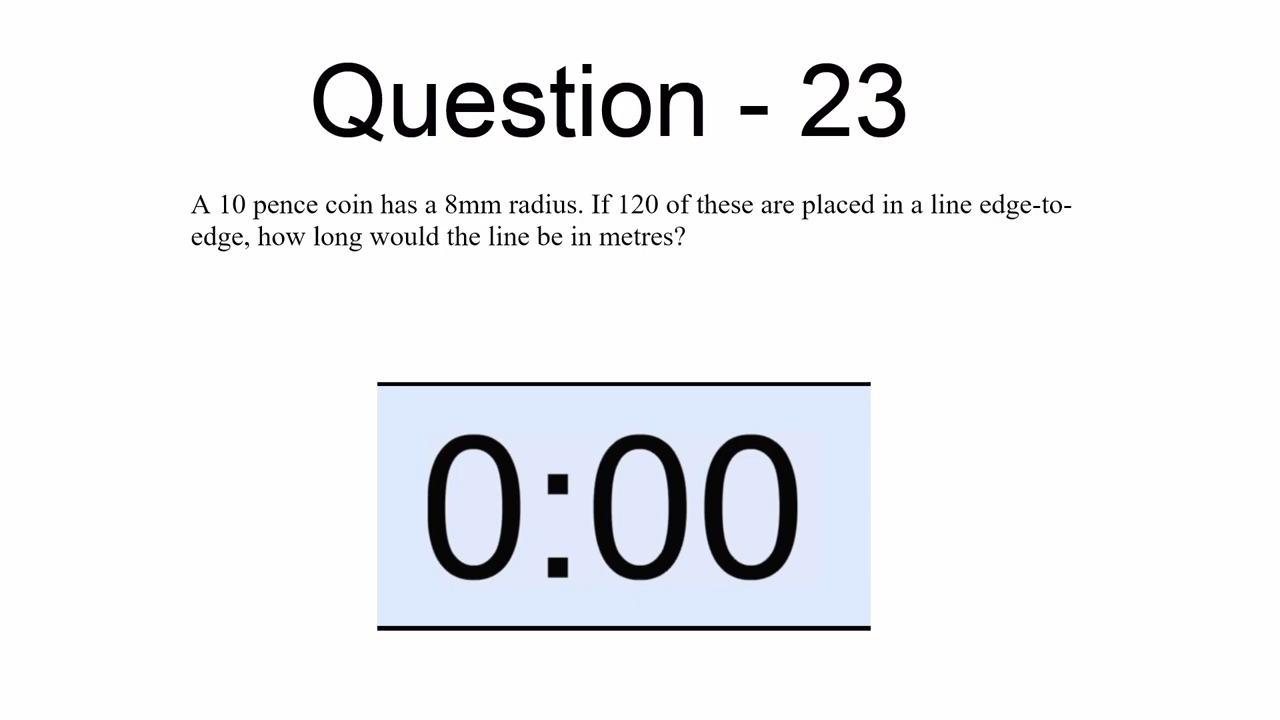 Question - 23
A 10 pence coin has a 8mm radius. If 120 of these are placed in a line edge-to-
edge, how long would the line be in metres?
0:00